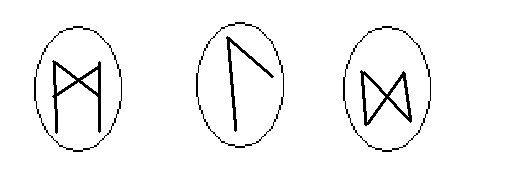 ᛗ ᛚ ᛞ